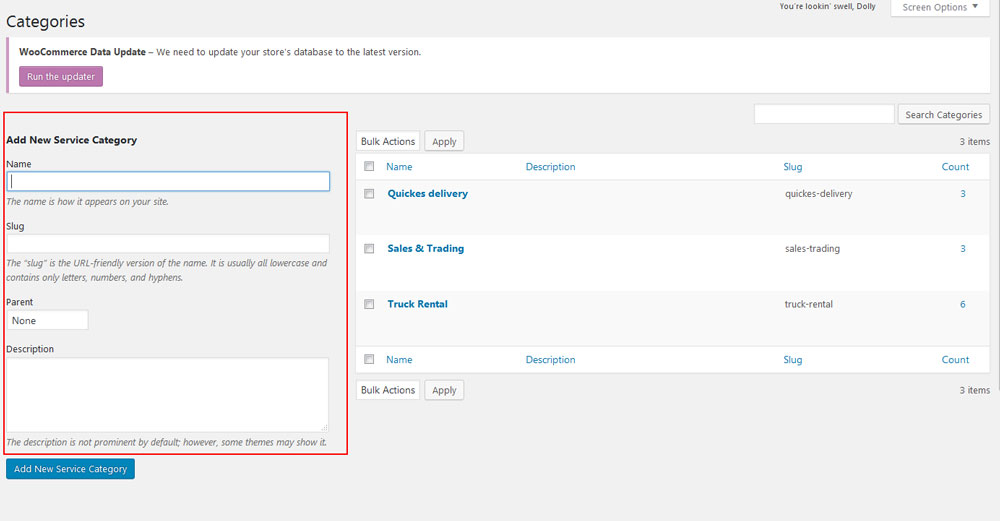 You're lookin' swell, Dolly
Screen Options
Categories
WooCommerce Data Update – We need to update your store's database to the latest version.
Run the updater
Search Categories
Add New Service Category
Name
The name is how it appears on your site.
Slug
The “slug” is the URL-friendly version of the name. It is usually all lowercase and
contains only letters, numbers, and hyphens.
Parent
None
Description
The description is not prominent by default; however, some themes may show it.
Add New Service Category
Bulk Actions Apply 3 items
Name Description Slug Count
Quickes delivery quickes-delivery 3
Sales & Trading sales-trading 3
Truck Rental truck-rental 6
Name Description Slug Count
Bulk Actions Apply 3 items